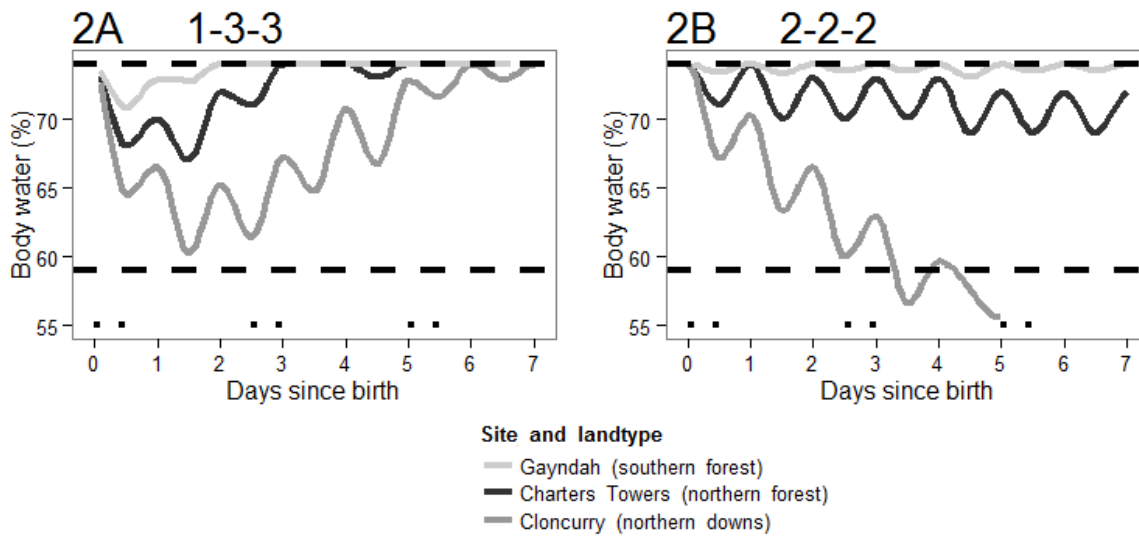 2A 1-3-3
Body water (%)
70
65
60
55
0 1 2 3 4 5 6 7
Days since birth
2B 2-2-2
Body water (%)
70
65
60
55
0 1 2 3 4 5 6 7
Days since birth
Site and landtype
Gayndah (southern forest)
Charters Towers (northern forest)
Cloncurry (northern downs)